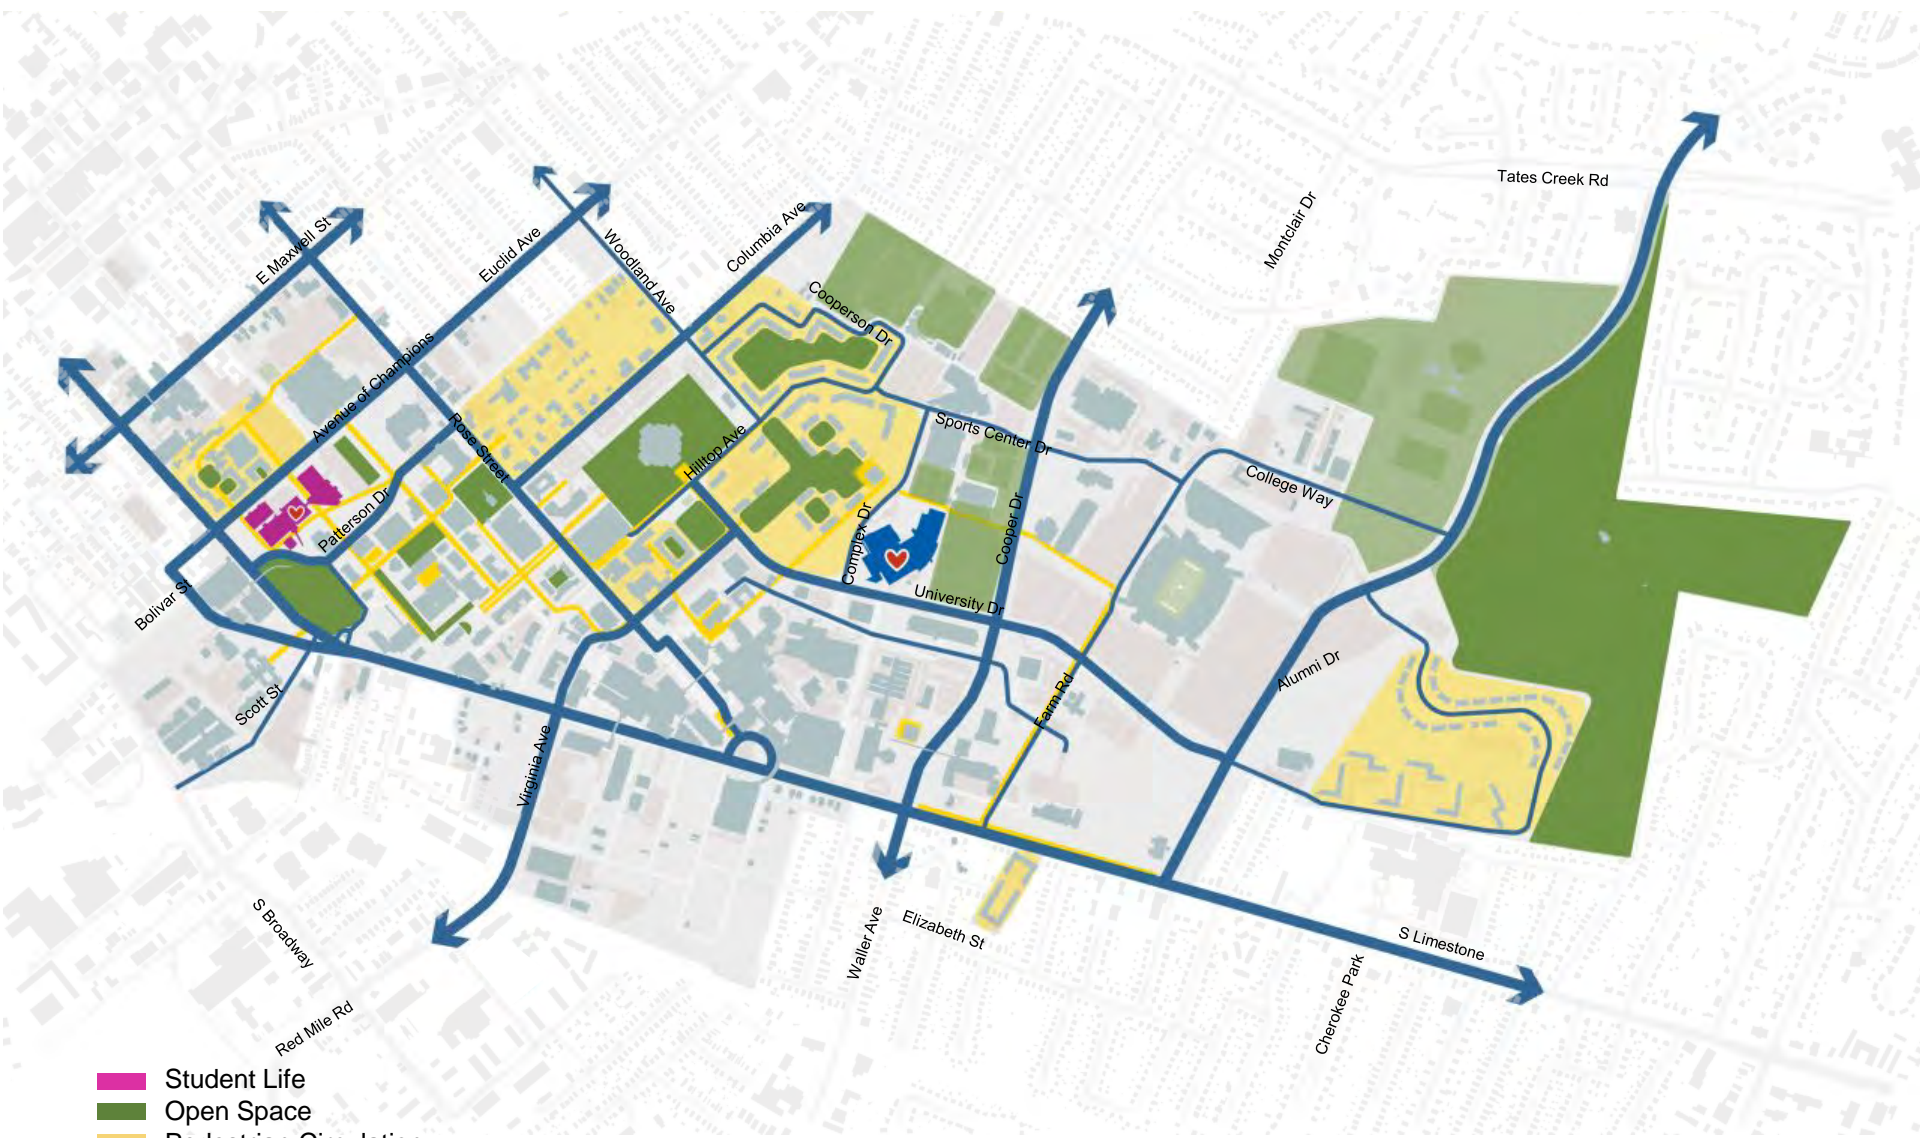 Tates Creek Rd
Montclair Dr
E Maxwell St
Euclid Ave
Woodland Ave
Columbia Ave
Cooperson Dr
Avenue of Champions
Rose Street
Hilltop Ave
Sports Center Dr
College Way
Patterson Dr
Complex Dr
Cooper Dr
University Dr
Bolivar St
Scott St
Virginia Ave
Farm Rd
Alumni Dr
S Broadway
Red Mile Rd
Waller Ave
Elizabeth St
S Limestone
Cherokee Park
Student Life
Open Space
Pedestrian Circulation